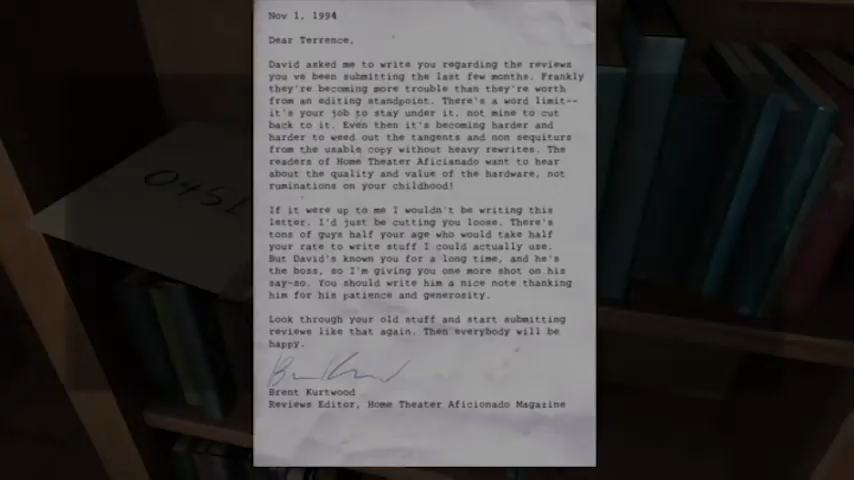 Nov 1, 1994
Dear Terrence,
David asked me to write you regarding the reviews
you ve been submitting the last few months. Frankly
they're becoming more trouble than they're worth
from an editing standpoint. There's a word limit--
it's your job to stay under it, not mine to cut
back to it. Even then it's becoming harder and
harder to weed out the tangents and non sequiturs
from the usable copy without heavy rewrites. The
readers of Home Theater Aficionado want to hear
about the quality and value of the hardware, not
ruminations on your childhood!
If it were up to me I wouldn't be writing this
letter. I'd just be cutting you loose. There's
tons of guys half your age who would take half
your rate to write stuff I could actually use.
But David's known you for a long time, and he's
the boss, so I'm giving you one more shot on his
say-so. You should write him a nice note thanking
him for his patience and generosity.
Look through your old stuff and start submitting
reviews like that again. Then everybody will be
happy.
Brent Kurtwood
Reviews Editor, Home Theater Aficionado Magazine
0451